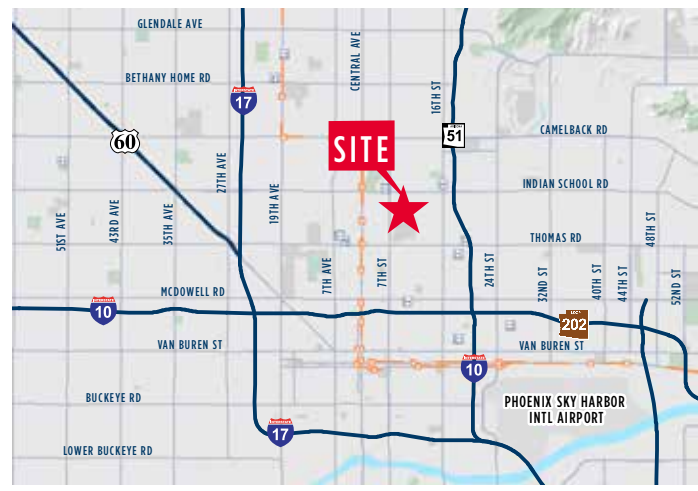 GLENDALE AVE
CENTRAL AVE
BETHANY HOME RD
16TH ST
17
51
CAMELBACK RD
60
SITE
27TH AVE
19TH AVE
INDIAN SCHOOL RD
51ST AVE
43RD AVE
35TH AVE
THOMAS RD
48TH ST
7TH AVE
7TH ST
24TH ST
32ND ST
40TH ST
44TH ST
52ND ST
MCDOWELL RD
10
LOOP
202
VAN BUREN ST
VAN BUREN ST
10
BUCKEYE RD
PHOENIX SKY HARBOR
INTL AIRPORT
17
LOWER BUCKEYE RD